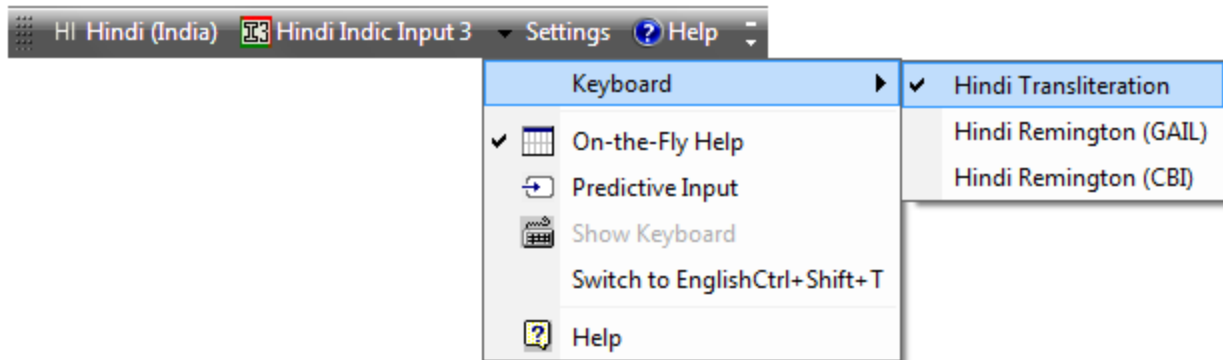 HI Hindi (India) I3 Hindi Indic Input 3 Settings ? Help
Keyboard
Hindi Transliteration
On-the-Fly Help
Hindi Remington (GAIL)
Predictive Input
Hindi Remington (CBI)
Show Keyboard
Switch to EnglishCtrl+Shift+T
? Help